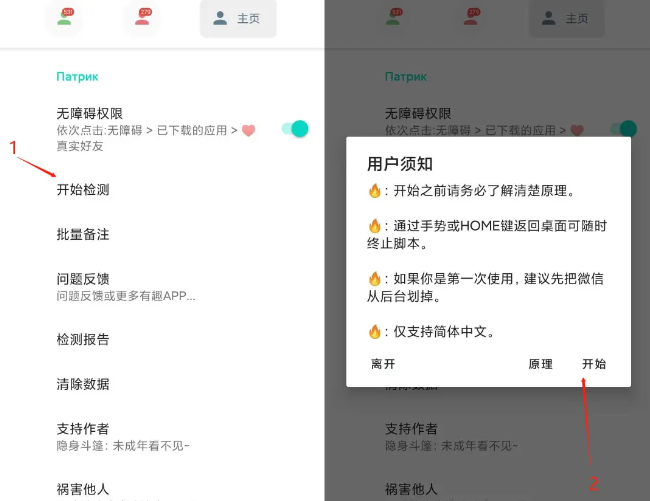 531
279
主页
Патрик
无障碍权限
依次点击:无障碍 > 已下载的应用 > ❤️
真实好友
1
开始检测
批量备注
问题反馈
问题反馈或更多有趣APP...
检测报告
清除数据
支持作者
隐身斗篷: 未成年看不见~
祸害他人
531
270
主页
Патрик
无障碍权限
依次点击:无障碍 > 已下载的应用 > ❤️
用户须知
🔥: 开始之前请务必了解清楚原理。
🔥: 通过手势或HOME键返回桌面可随时
终止脚本。
🔥: 如果你是第一次使用, 建议先把微信
从后台划掉。
🔥: 仅支持简体中文。
离开 原理 开始
清除数据
支持作者
隐身斗篷: 未成年看不见~
2
祸害他人